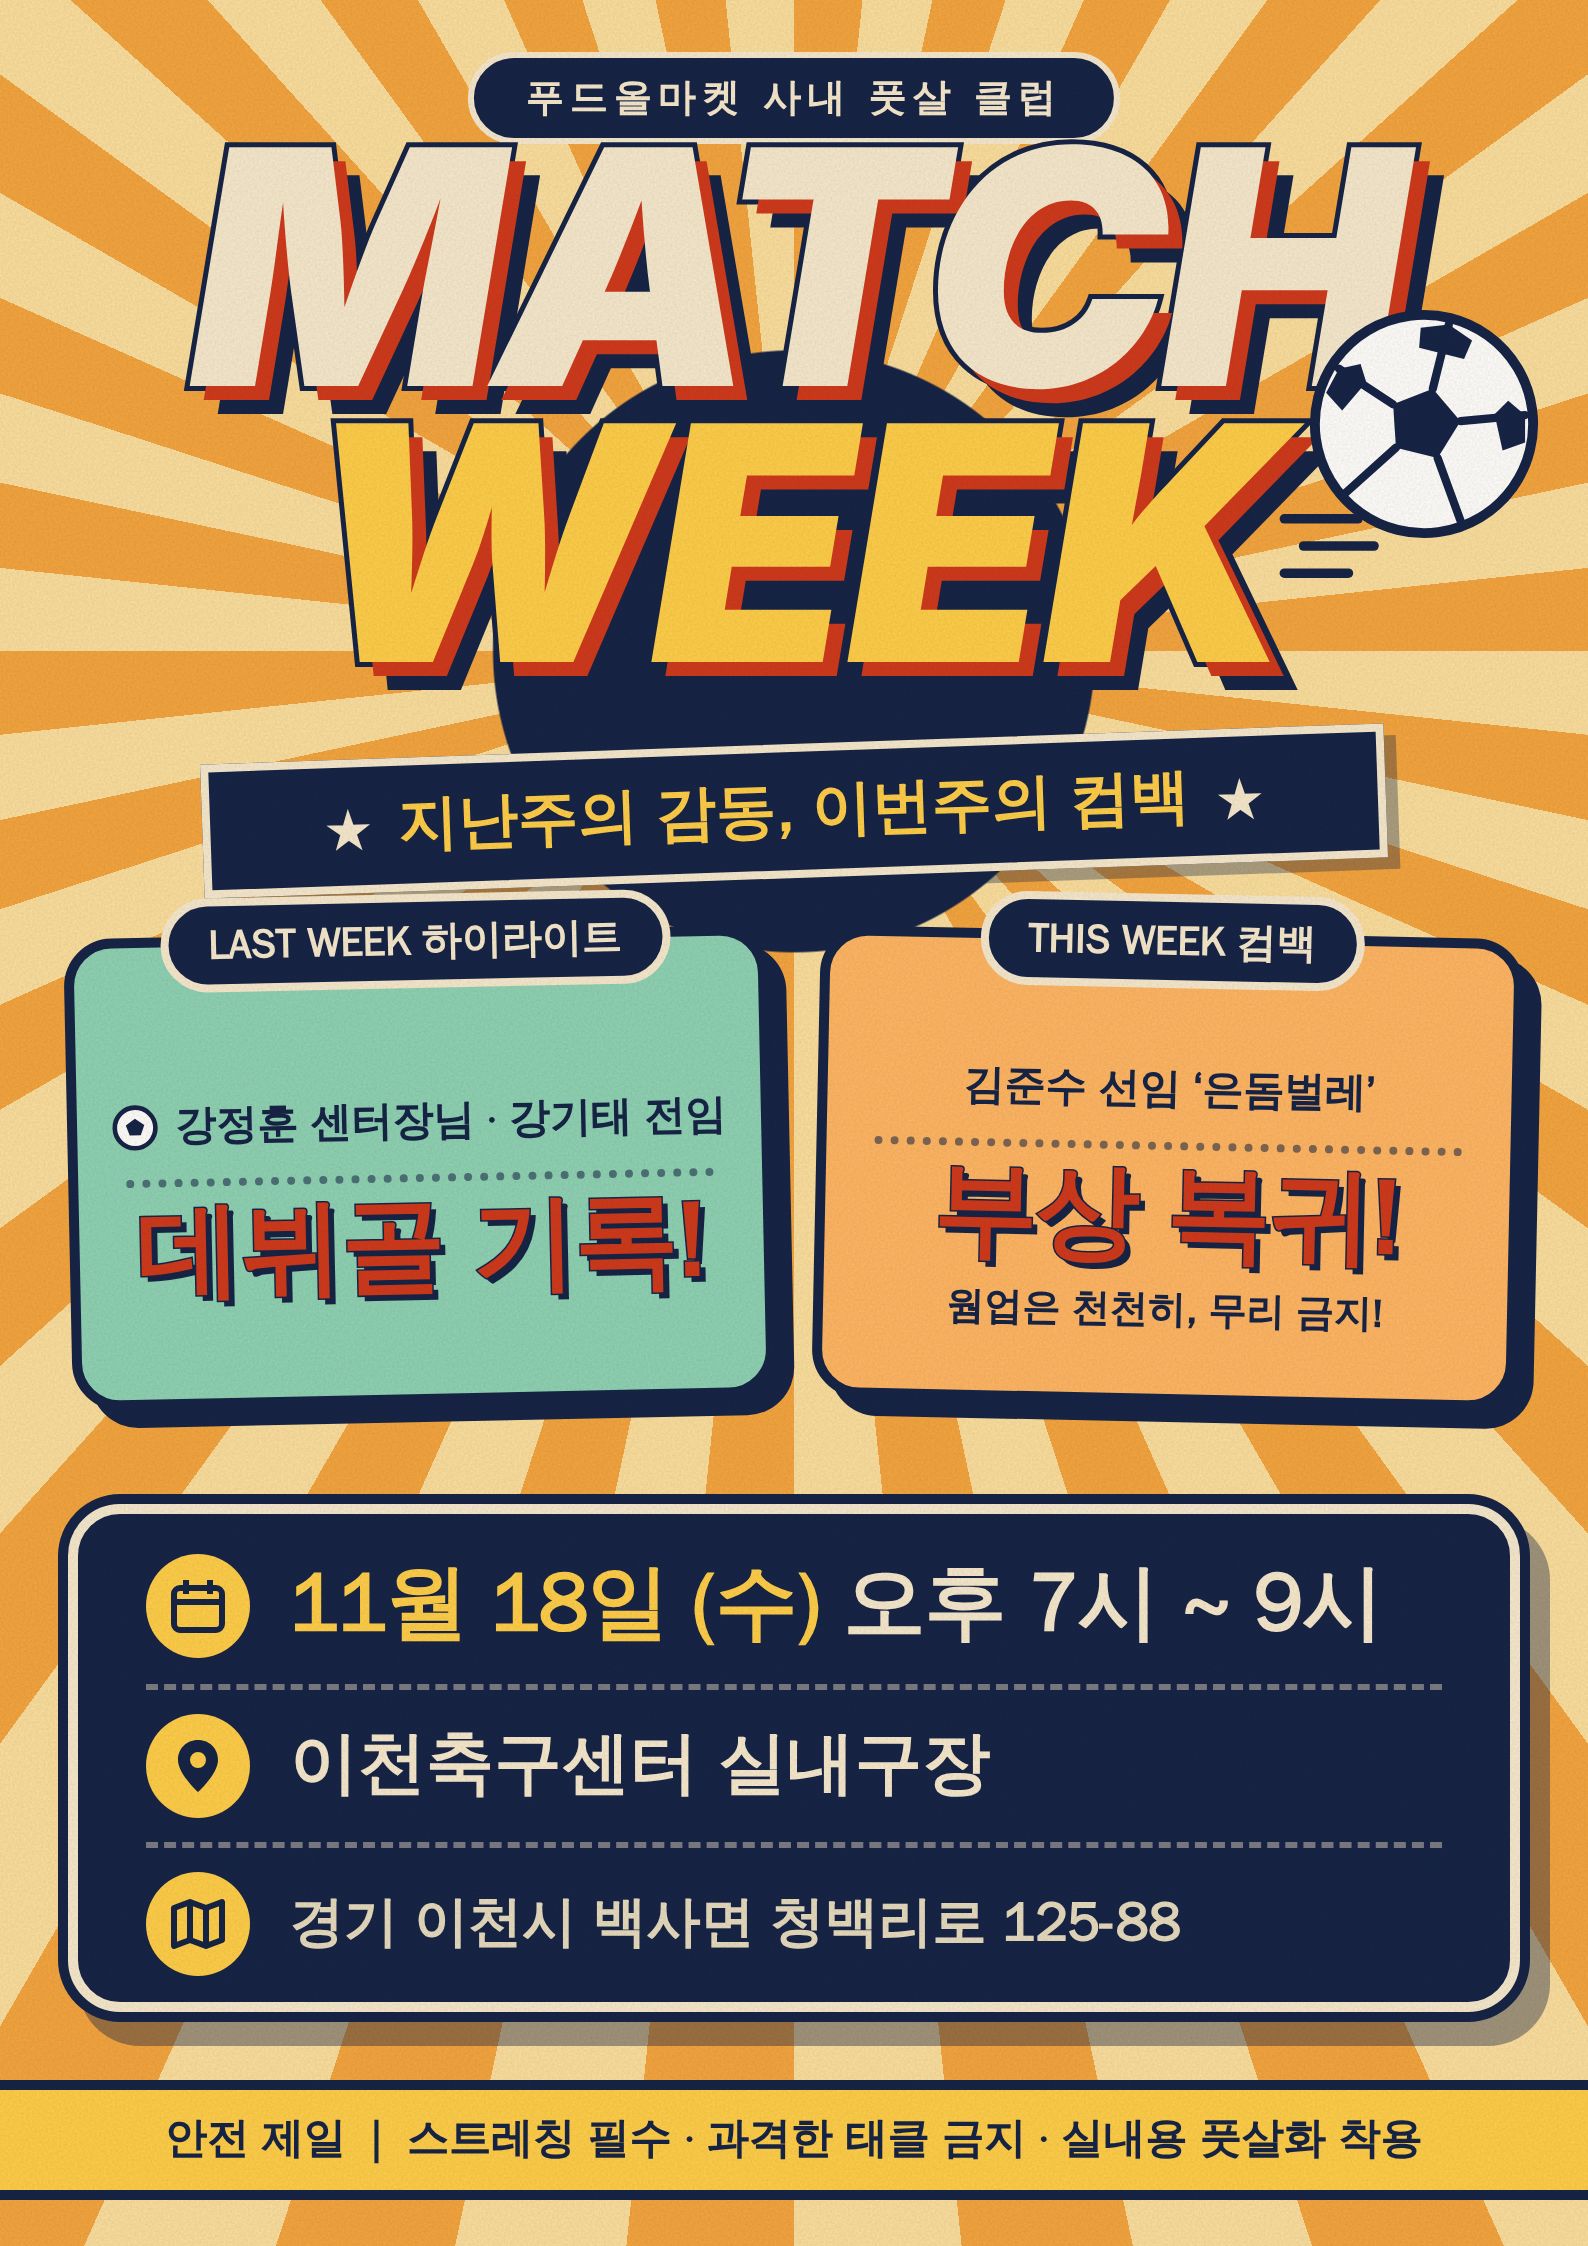 푸드올마켓 사내 풋살 클럽
MATCH
WEEK
★ 지난주의 감동, 이번주의 컴백 ★
LAST WEEK 하이라이트
강정훈 센터장님 · 강기태 전임
데뷔골 기록!
THIS WEEK 컴백
김준수 선임 ‘은돔벌레’
부상 복귀!
웜업은 천천히, 무리 금지!
11월 18일 (수) 오후 7시 ~ 9시
이천축구센터 실내구장
경기 이천시 백사면 청백리로 125-88
안전 제일 | 스트레칭 필수 · 과격한 태클 금지 · 실내용 풋살화 착용